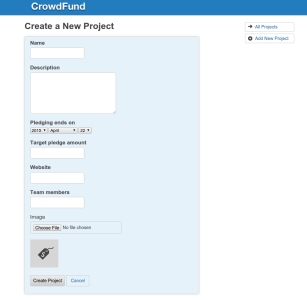 CrowdFund
Create a New Project
All Projects
Add New Project
Name
Description
Pledging ends on
2015 April 22
Target pledge amount
Website
Team members
Image
Choose File No file chosen
Create Project Cancel